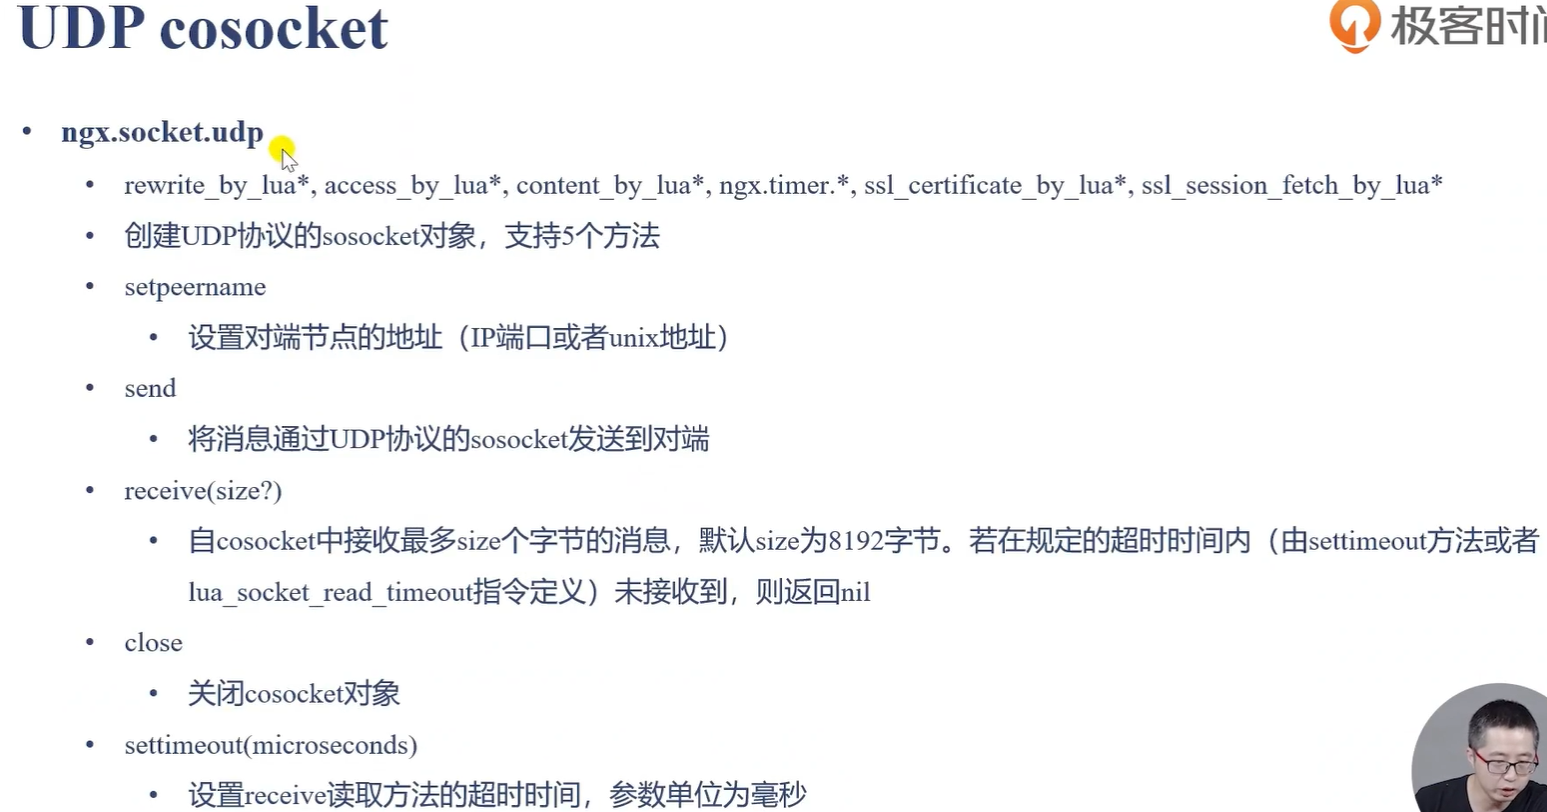 UDP cosocket
极客时间
• ngx.socket.udp
• rewrite_by_lua*, access_by_lua*, content_by_lua*, ngx.timer.*, ssl_certificate_by_lua*, ssl_session_fetch_by_lua*
• 创建UDP协议的sosocket对象，支持5个方法
• setpeername
• 设置对端节点的地址（IP端口或者unix地址）
• send
• 将消息通过UDP协议的sosocket发送到对端
• receive(size?)
• 自cosocket中接收最多size个字节的消息，默认size为8192字节。若在规定的超时时间内（由settimeout方法或者
lua_socket_read_timeout指令定义）未接收到，则返回nil
• close
• 关闭cosocket对象
• settimeout(microseconds)
• 设置receive读取方法的超时时间，参数单位为毫秒